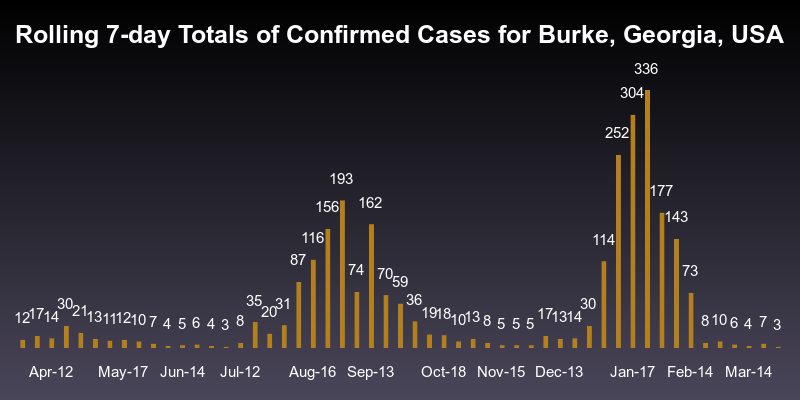 Rolling 7-day Totals of Confirmed Cases for Burke, Georgia, USA
12 17 14 30 21 13 11 12 10 7 4 5 6 4 3 8 35 20 31 87 116 156 193 74 162 70 59 36 19 18 10 13 8 5 5 5 17 13 14 30 114 252 304 336 177 143 73 8 10 6 4 7 3
Apr-12 May-17 Jun-14 Jul-12 Aug-16 Sep-13 Oct-18 Nov-15 Dec-13 Jan-17 Feb-14 Mar-14